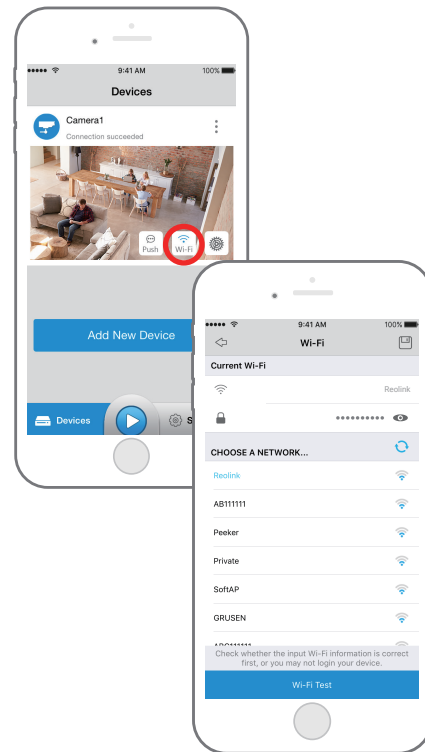 9:41 AM
100%
Devices
Camera1
Connection succeeded
Push
Wi-Fi
Add New Device
Devices
S
9:41 AM
100%
Wi-Fi
Current Wi-Fi
Reolink
••••••••••
CHOOSE A NETWORK...
Reolink
AB111111
Peeker
Private
SoftAP
GRUSEN
Check whether the input Wi-Fi information is correct
first, or you may not login your device.
Wi-Fi Test